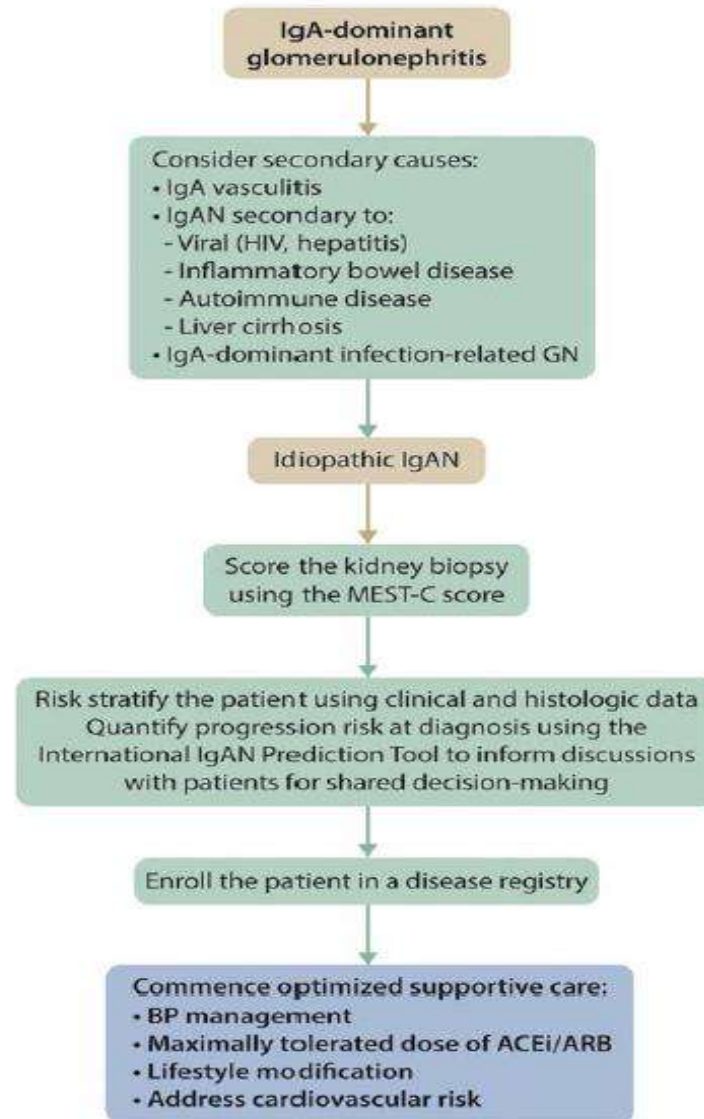 IgA-dominant
glomerulonephritis
Consider secondary causes:
• IgA vasculitis
• IgAN secondary to:
- Viral (HIV, hepatitis)
- Inflammatory bowel disease
- Autoimmune disease
- Liver cirrhosis
• IgA-dominant infection-related GN
Idiopathic IgAN
Score the kidney biopsy
using the MEST-C score
Risk stratify the patient using clinical and histologic data
Quantify progression risk at diagnosis using the
International IgAN Prediction Tool to inform discussions
with patients for shared decision-making
Enroll the patient in a disease registry
Commence optimized supportive care:
• BP management
• Maximally tolerated dose of ACEi/ARB
• Lifestyle modification
• Address cardiovascular risk